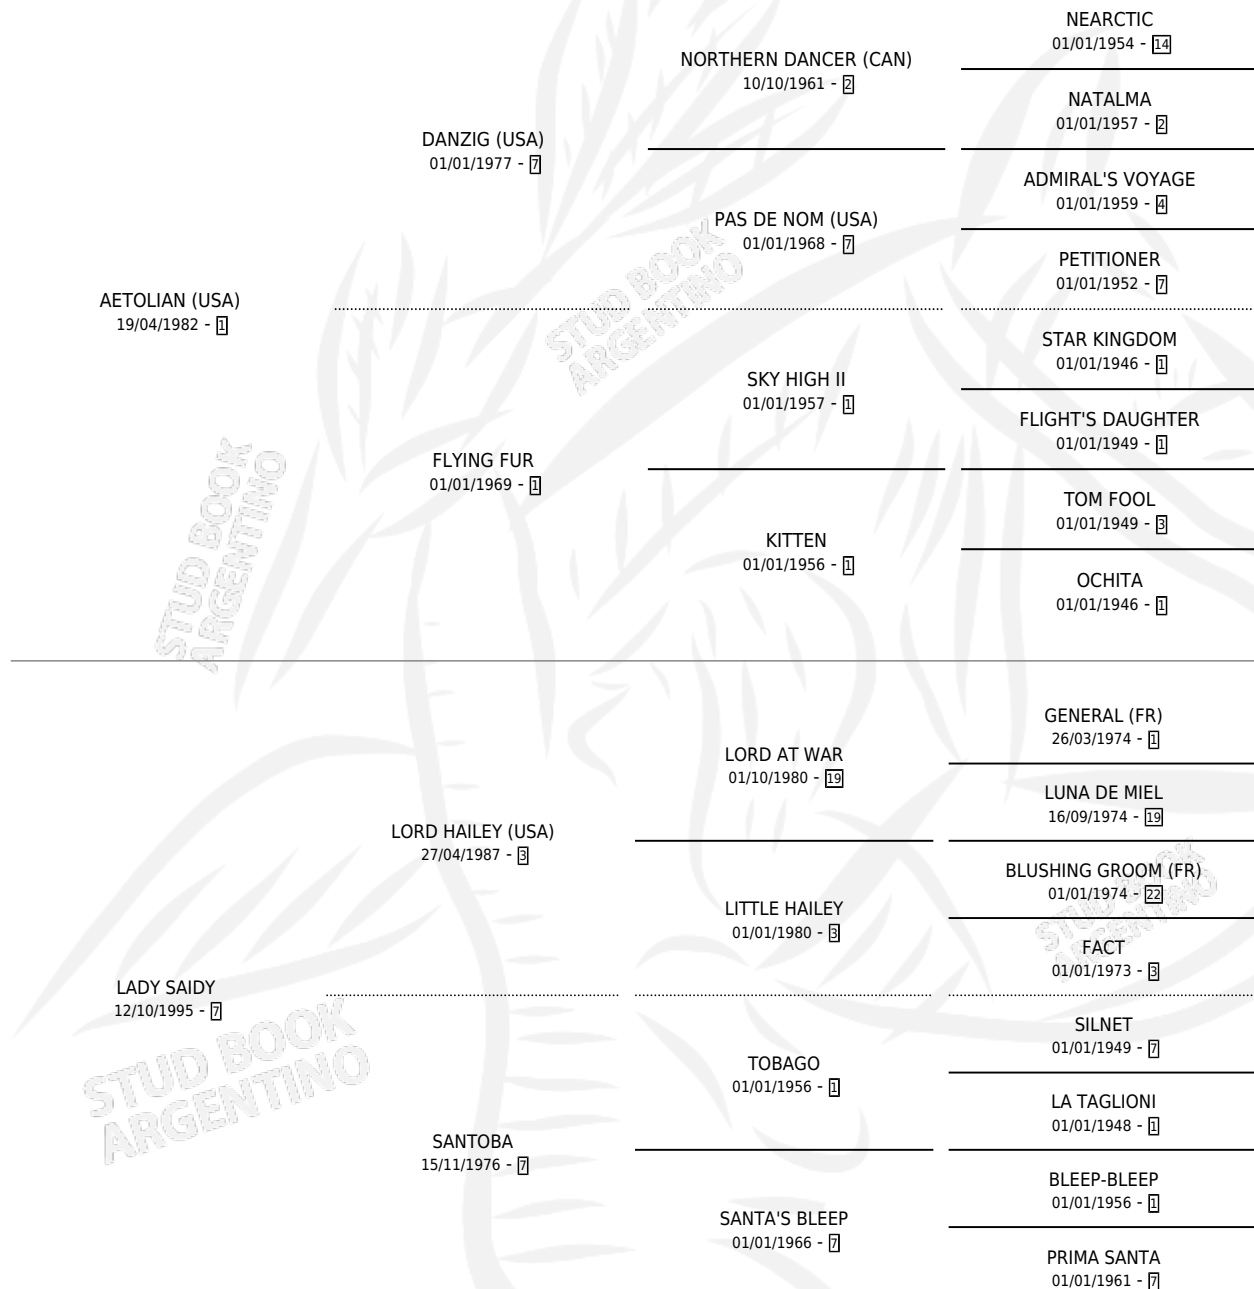 NEARCTIC
01/01/1954 - 14
NORTHERN DANCER (CAN)
10/10/1961 - 2
NATALMA
01/01/1957 - 2
DANZIG (USA)
01/01/1977 - 7
ADMIRAL'S VOYAGE
01/01/1959 - 4
PAS DE NOM (USA)
01/01/1968 - 7
PETITIONER
01/01/1952 - 7
AETOLIAN (USA)
19/04/1982 - 1
STUD BOOK
ARGENTINO
STAR KINGDOM
01/01/1946 - 1
SKY HIGH II
01/01/1957 - 1
FLIGHT'S DAUGHTER
01/01/1949 - 1
FLYING FUR
01/01/1969 - 1
TOM FOOL
01/01/1949 - 3
KITTEN
01/01/1956 - 1
OCHITA
01/01/1946 - 1
STUD BOOK
ARGENTINO
GENERAL (FR)
26/03/1974 - 1
LORD AT WAR
01/10/1980 - 19
LUNA DE MIEL
16/09/1974 - 19
LORD HAILEY (USA)
27/04/1987 - 3
BLUSHING GROOM (FR)
01/01/1974 - 22
LITTLE HAILEY
01/01/1980 - 3
STUD BOOK
ARGENTINO
FACT
01/01/1973 - 3
LADY SAIDY
12/10/1995 - 7
SILNET
01/01/1949 - 7
TOBAGO
01/01/1956 - 1
STUD BOOK
ARGENTINO
LA TAGLIONI
01/01/1948 - 1
SANTOBA
15/11/1976 - 7
BLEEP-BLEEP
01/01/1956 - 1
SANTA'S BLEEP
01/01/1966 - 7
PRIMA SANTA
01/01/1961 - 7